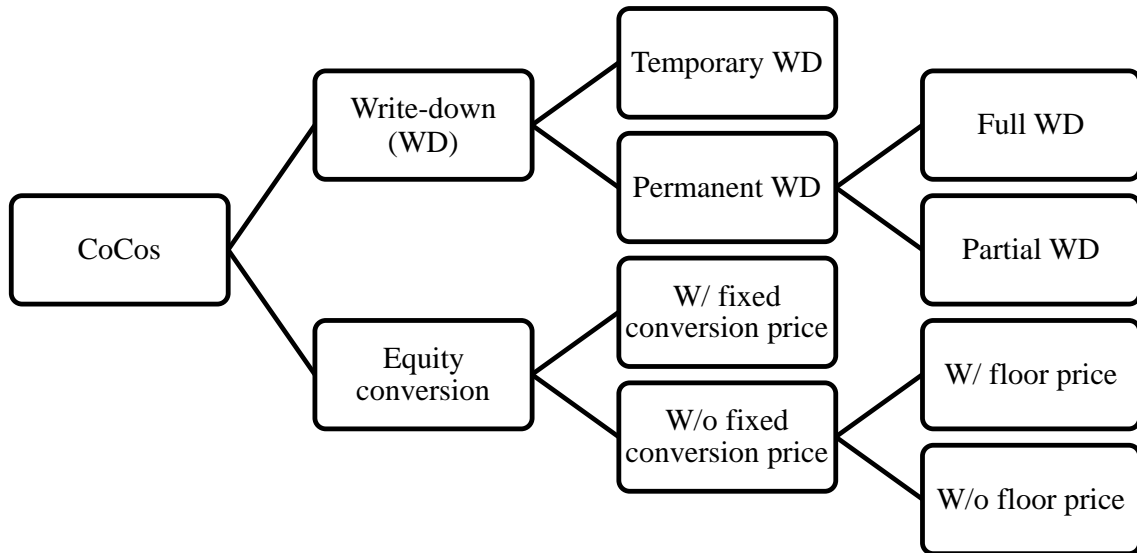 CoCos
Write-down
(WD)
Temporary WD
Permanent WD
Full WD
Partial WD
Equity
conversion
W/ fixed
conversion price
W/o fixed
conversion price
W/ floor price
W/o floor price